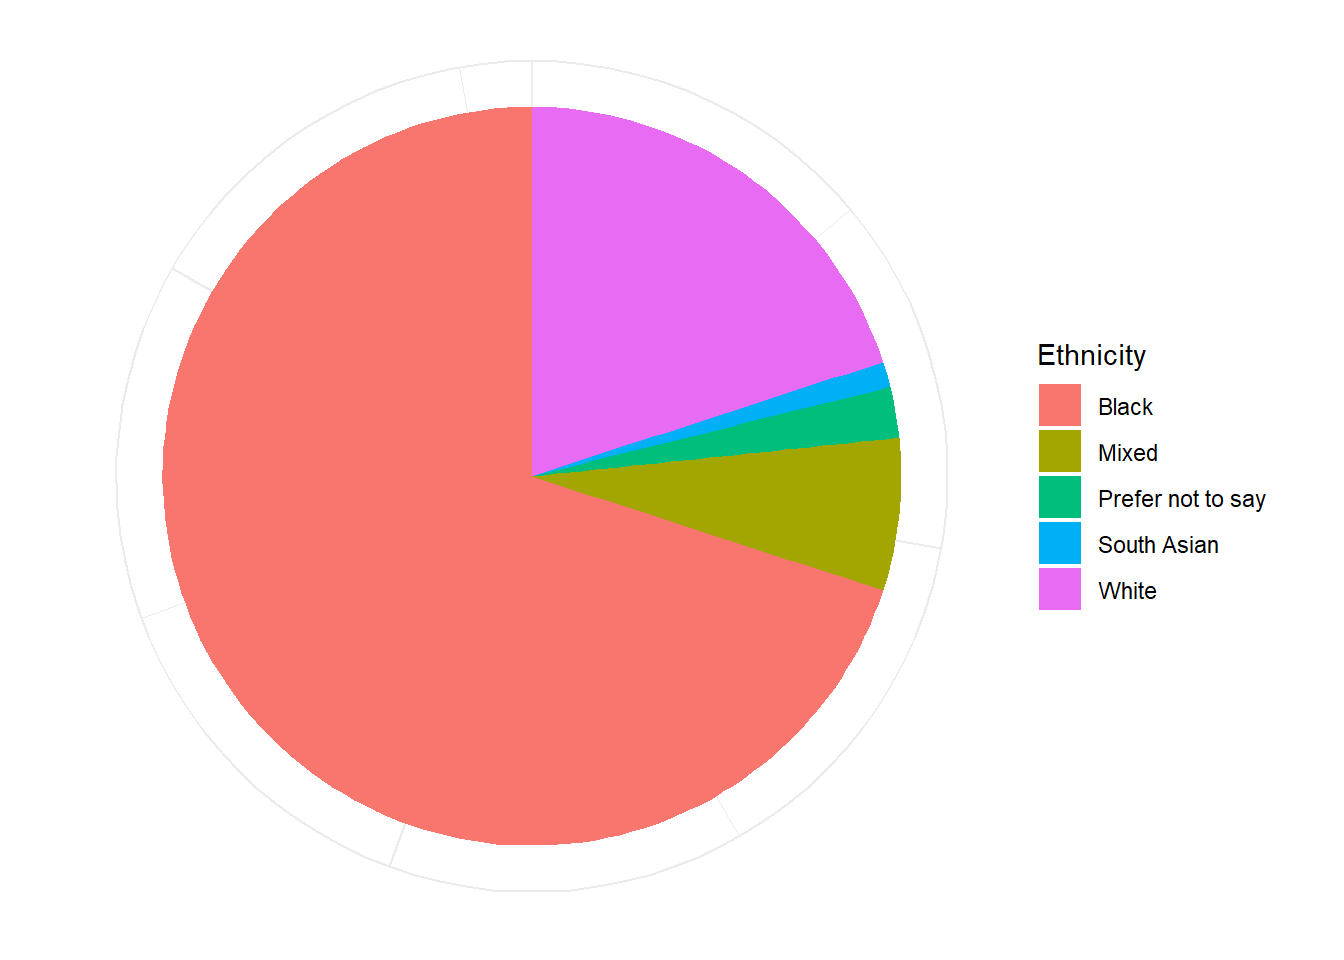 Ethnicity
Black
Mixed
Prefer not to say
South Asian
White